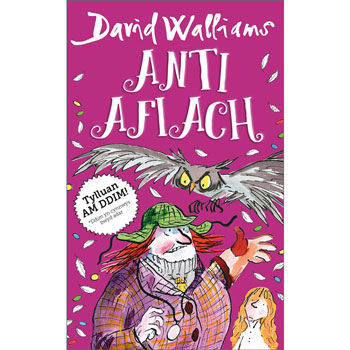 David Walliams
ANTI
AFIACH
Tylluan
AM DDIM!
*Ddim yn cynnwys
bwyd adar